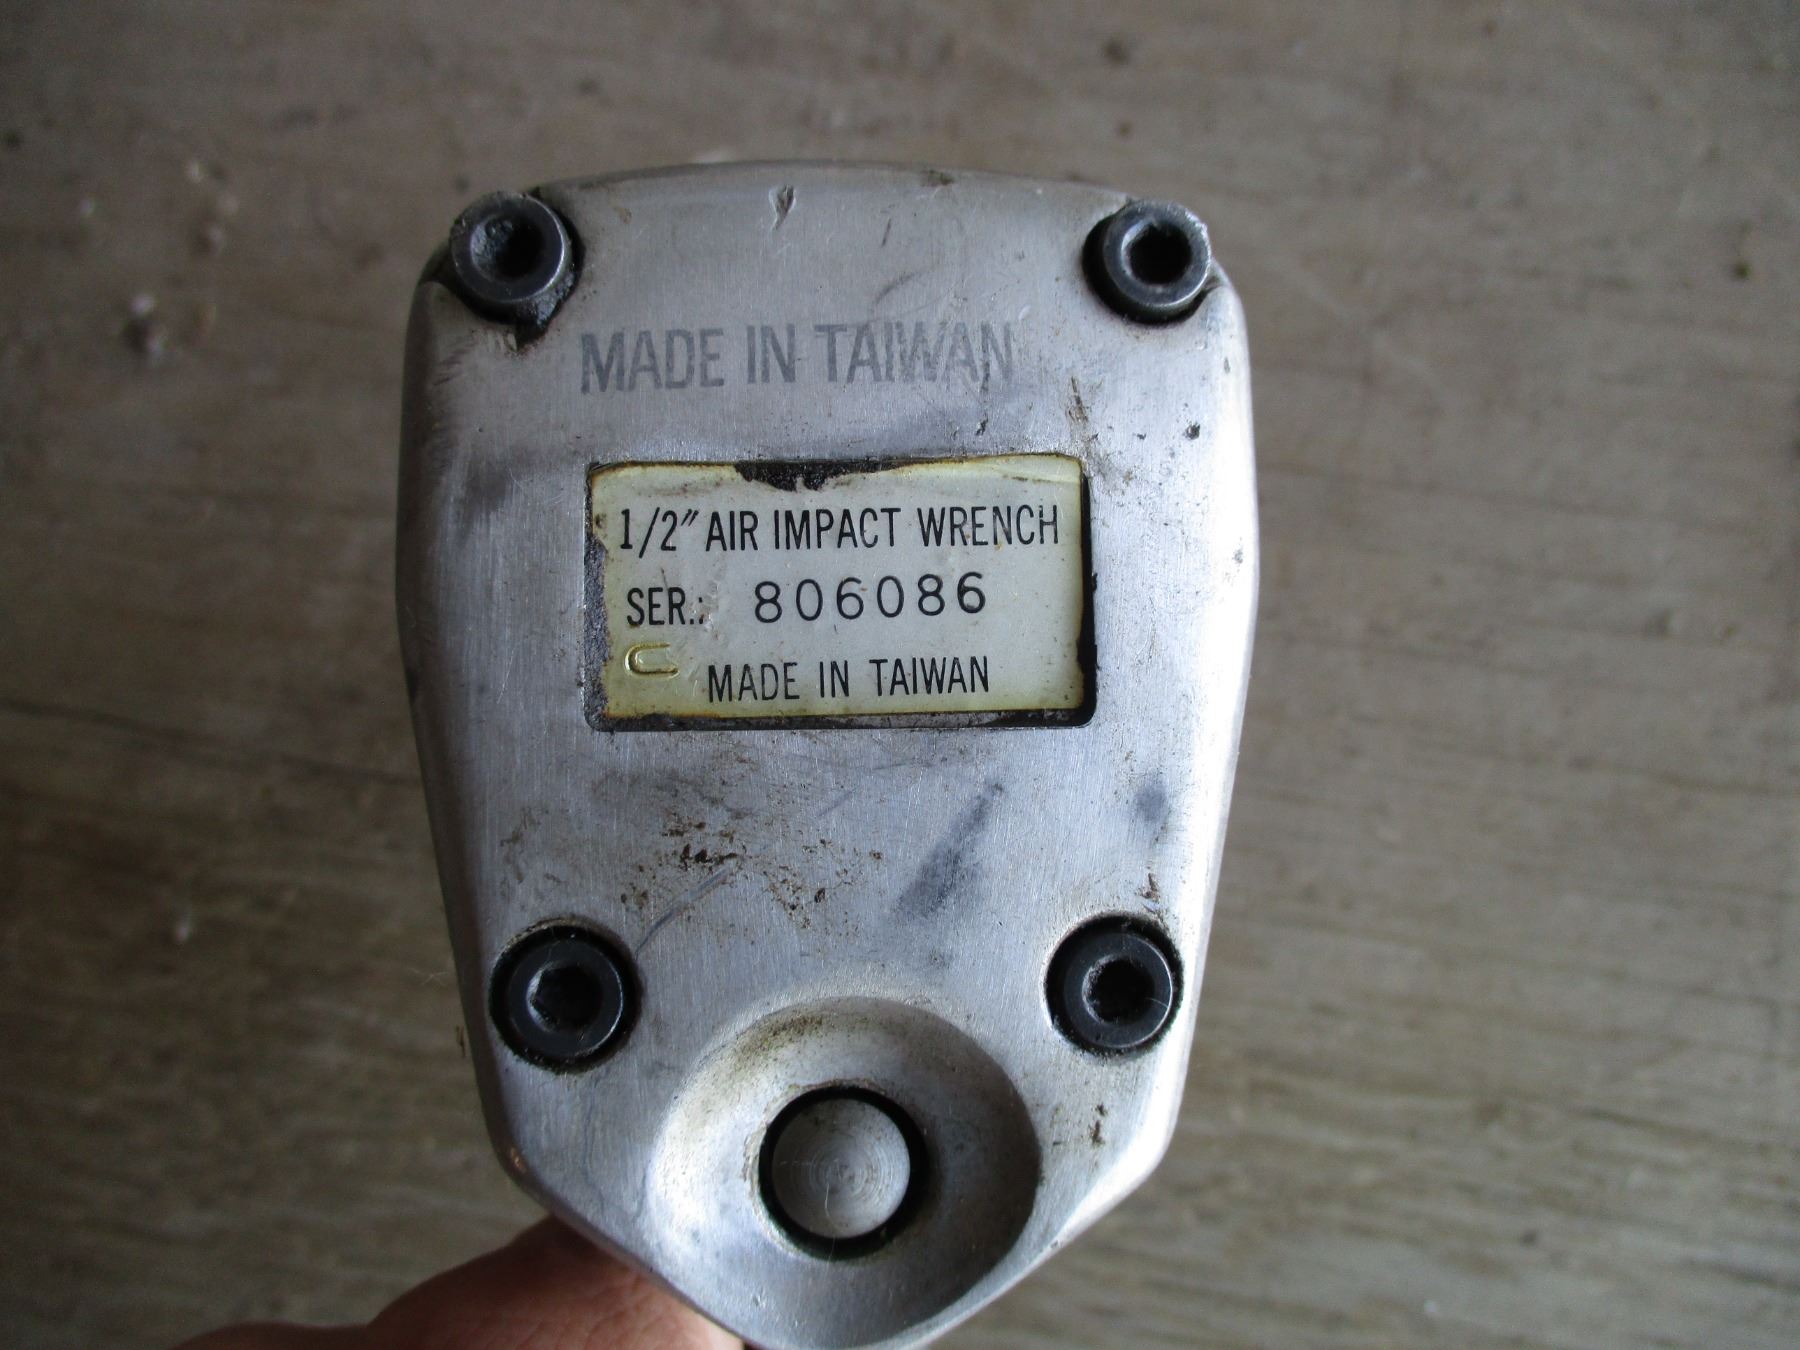 MADE IN TAIWAN
1/2" AIR IMPACT WRENCH
SER.: 806086
MADE IN TAIWAN